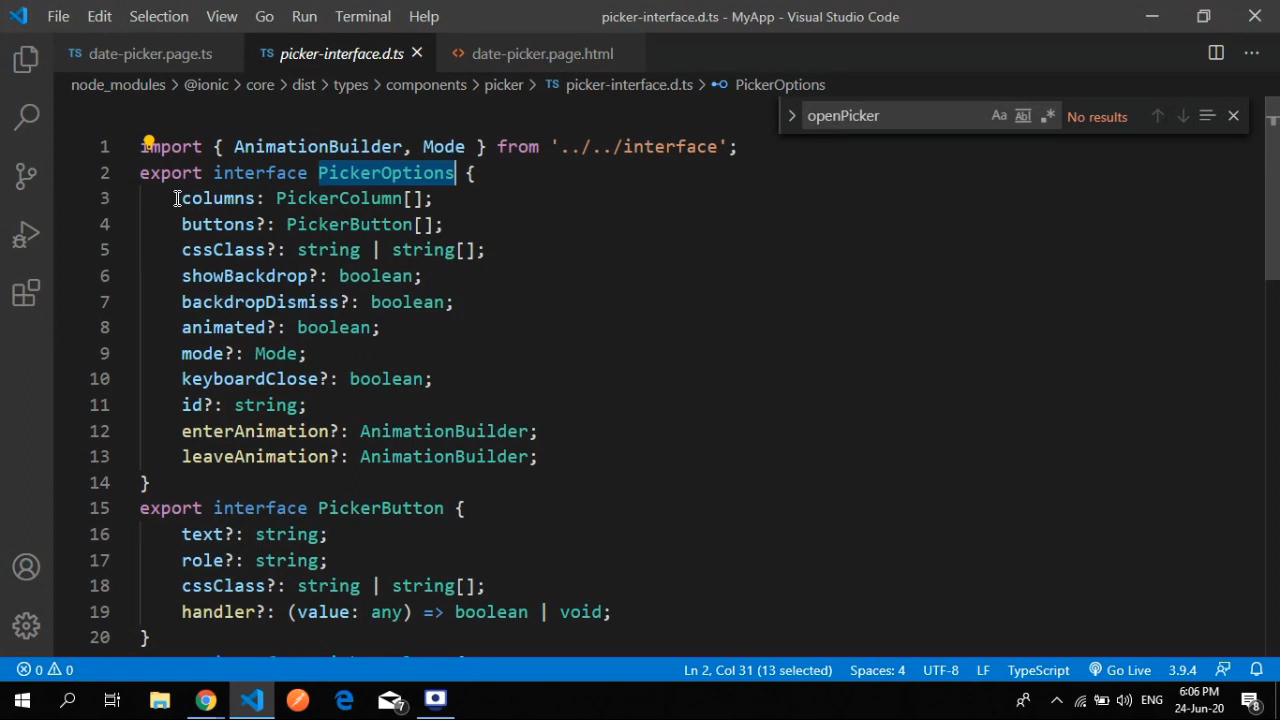 File Edit Selection View Go Run Terminal Help picker-interface.d.ts - MyApp - Visual Studio Code
TS date-picker.page.ts TS picker-interface.d.ts <> date-picker.page.html
node_modules > @ionic > core > dist > types > components > picker > TS picker-interface.d.ts > PickerOptions
openPicker Aa Ab .* No results
1 import { AnimationBuilder, Mode } from '../../interface';
2 export interface PickerOptions {
3 columns: PickerColumn[];
4 buttons?: PickerButton[];
5 cssClass?: string | string[];
6 showBackdrop?: boolean;
7 backdropDismiss?: boolean;
8 animated?: boolean;
9 mode?: Mode;
10 keyboardClose?: boolean;
11 id?: string;
12 enterAnimation?: AnimationBuilder;
13 leaveAnimation?: AnimationBuilder;
14 }
15 export interface PickerButton {
16 text?: string;
17 role?: string;
18 cssClass?: string | string[];
19 handler?: (value: any) => boolean | void;
20 }
0 0 Ln 2, Col 31 (13 selected) Spaces: 4 UTF-8 LF TypeScript Go Live 3.9.4
7 ENG 6:06 PM
24-Jun-20 8